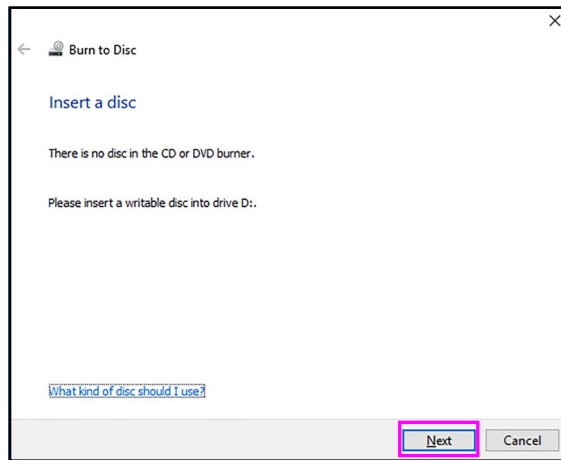 Burn to Disc
Insert a disc
There is no disc in the CD or DVD burner.
Please insert a writable disc into drive D:.
What kind of disc should I use?
Next Cancel